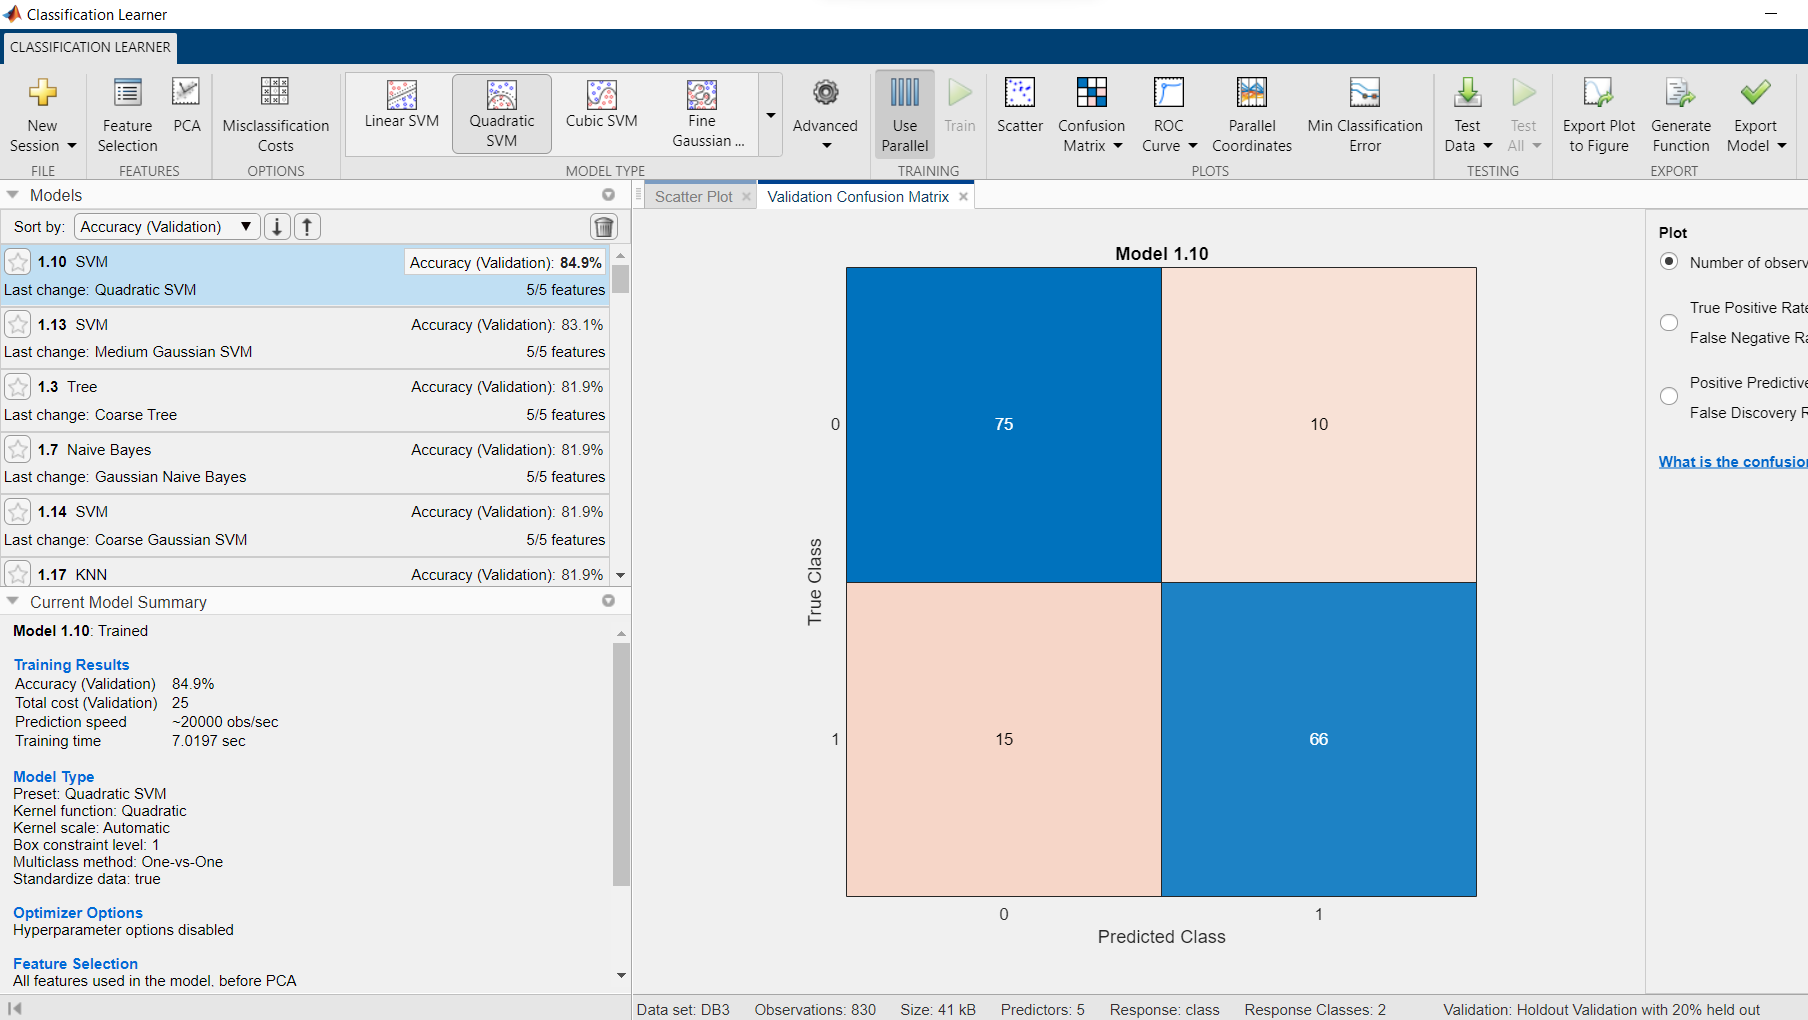 Classification Learner
CLASSIFICATION LEARNER
New Session
FILE
Feature Selection
PCA
FEATURES
Misclassification Costs
OPTIONS
Linear SVM
Quadratic SVM
Cubic SVM
Fine Gaussian ...
MODEL TYPE
Advanced
Use Parallel
Train
TRAINING
Scatter
Confusion Matrix
ROC Curve
Parallel Coordinates
Min Classification Error
PLOTS
Test Data
Test All
TESTING
Export Plot to Figure
Generate Function
Export Model
EXPORT
Models
Sort by: Accuracy (Validation)
1.10 SVM Accuracy (Validation): 84.9%
Last change: Quadratic SVM 5/5 features
1.13 SVM Accuracy (Validation): 83.1%
Last change: Medium Gaussian SVM 5/5 features
1.3 Tree Accuracy (Validation): 81.9%
Last change: Coarse Tree 5/5 features
1.7 Naive Bayes Accuracy (Validation): 81.9%
Last change: Gaussian Naive Bayes 5/5 features
1.14 SVM Accuracy (Validation): 81.9%
Last change: Coarse Gaussian SVM 5/5 features
1.17 KNN Accuracy (Validation): 81.9%
Current Model Summary
Model 1.10: Trained
Training Results
Accuracy (Validation) 84.9%
Total cost (Validation) 25
Prediction speed ~20000 obs/sec
Training time 7.0197 sec
Model Type
Preset: Quadratic SVM
Kernel function: Quadratic
Kernel scale: Automatic
Box constraint level: 1
Multiclass method: One-vs-One
Standardize data: true
Optimizer Options
Hyperparameter options disabled
Feature Selection
All features used in the model, before PCA
Scatter Plot
Validation Confusion Matrix
Model 1.10
0 75 10
1 15 66
True Class
0 1
Predicted Class
Plot
Number of observ
True Positive Rate
False Negative Ra
Positive Predictive
False Discovery R
What is the confusion
Data set: DB3 Observations: 830 Size: 41 kB Predictors: 5 Response: class Response Classes: 2 Validation: Holdout Validation with 20% held out